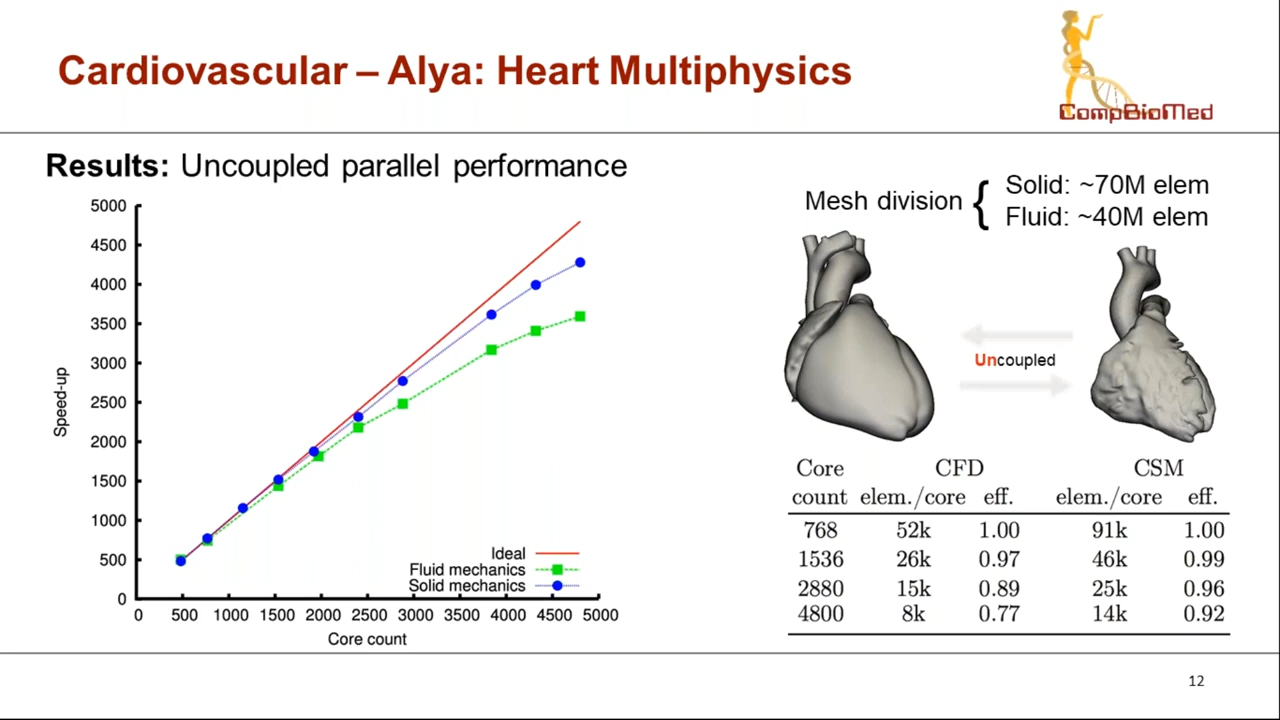 Cardiovascular – Alya: Heart Multiphysics
CompBioMed
Results: Uncoupled parallel performance
5000
4500
4000
3500
3000
2500
2000
1500
1000
500
0
Speed-up
0 500 1000 1500 2000 2500 3000 3500 4000 4500 5000
Core count
Ideal
Fluid mechanics
Solid mechanics
Mesh division {
Solid: ~70M elem
Fluid: ~40M elem
Uncoupled
Core CFD CSM
count elem./core eff. elem./core eff.
768 52k 1.00 91k 1.00
1536 26k 0.97 46k 0.99
2880 15k 0.89 25k 0.96
4800 8k 0.77 14k 0.92
12